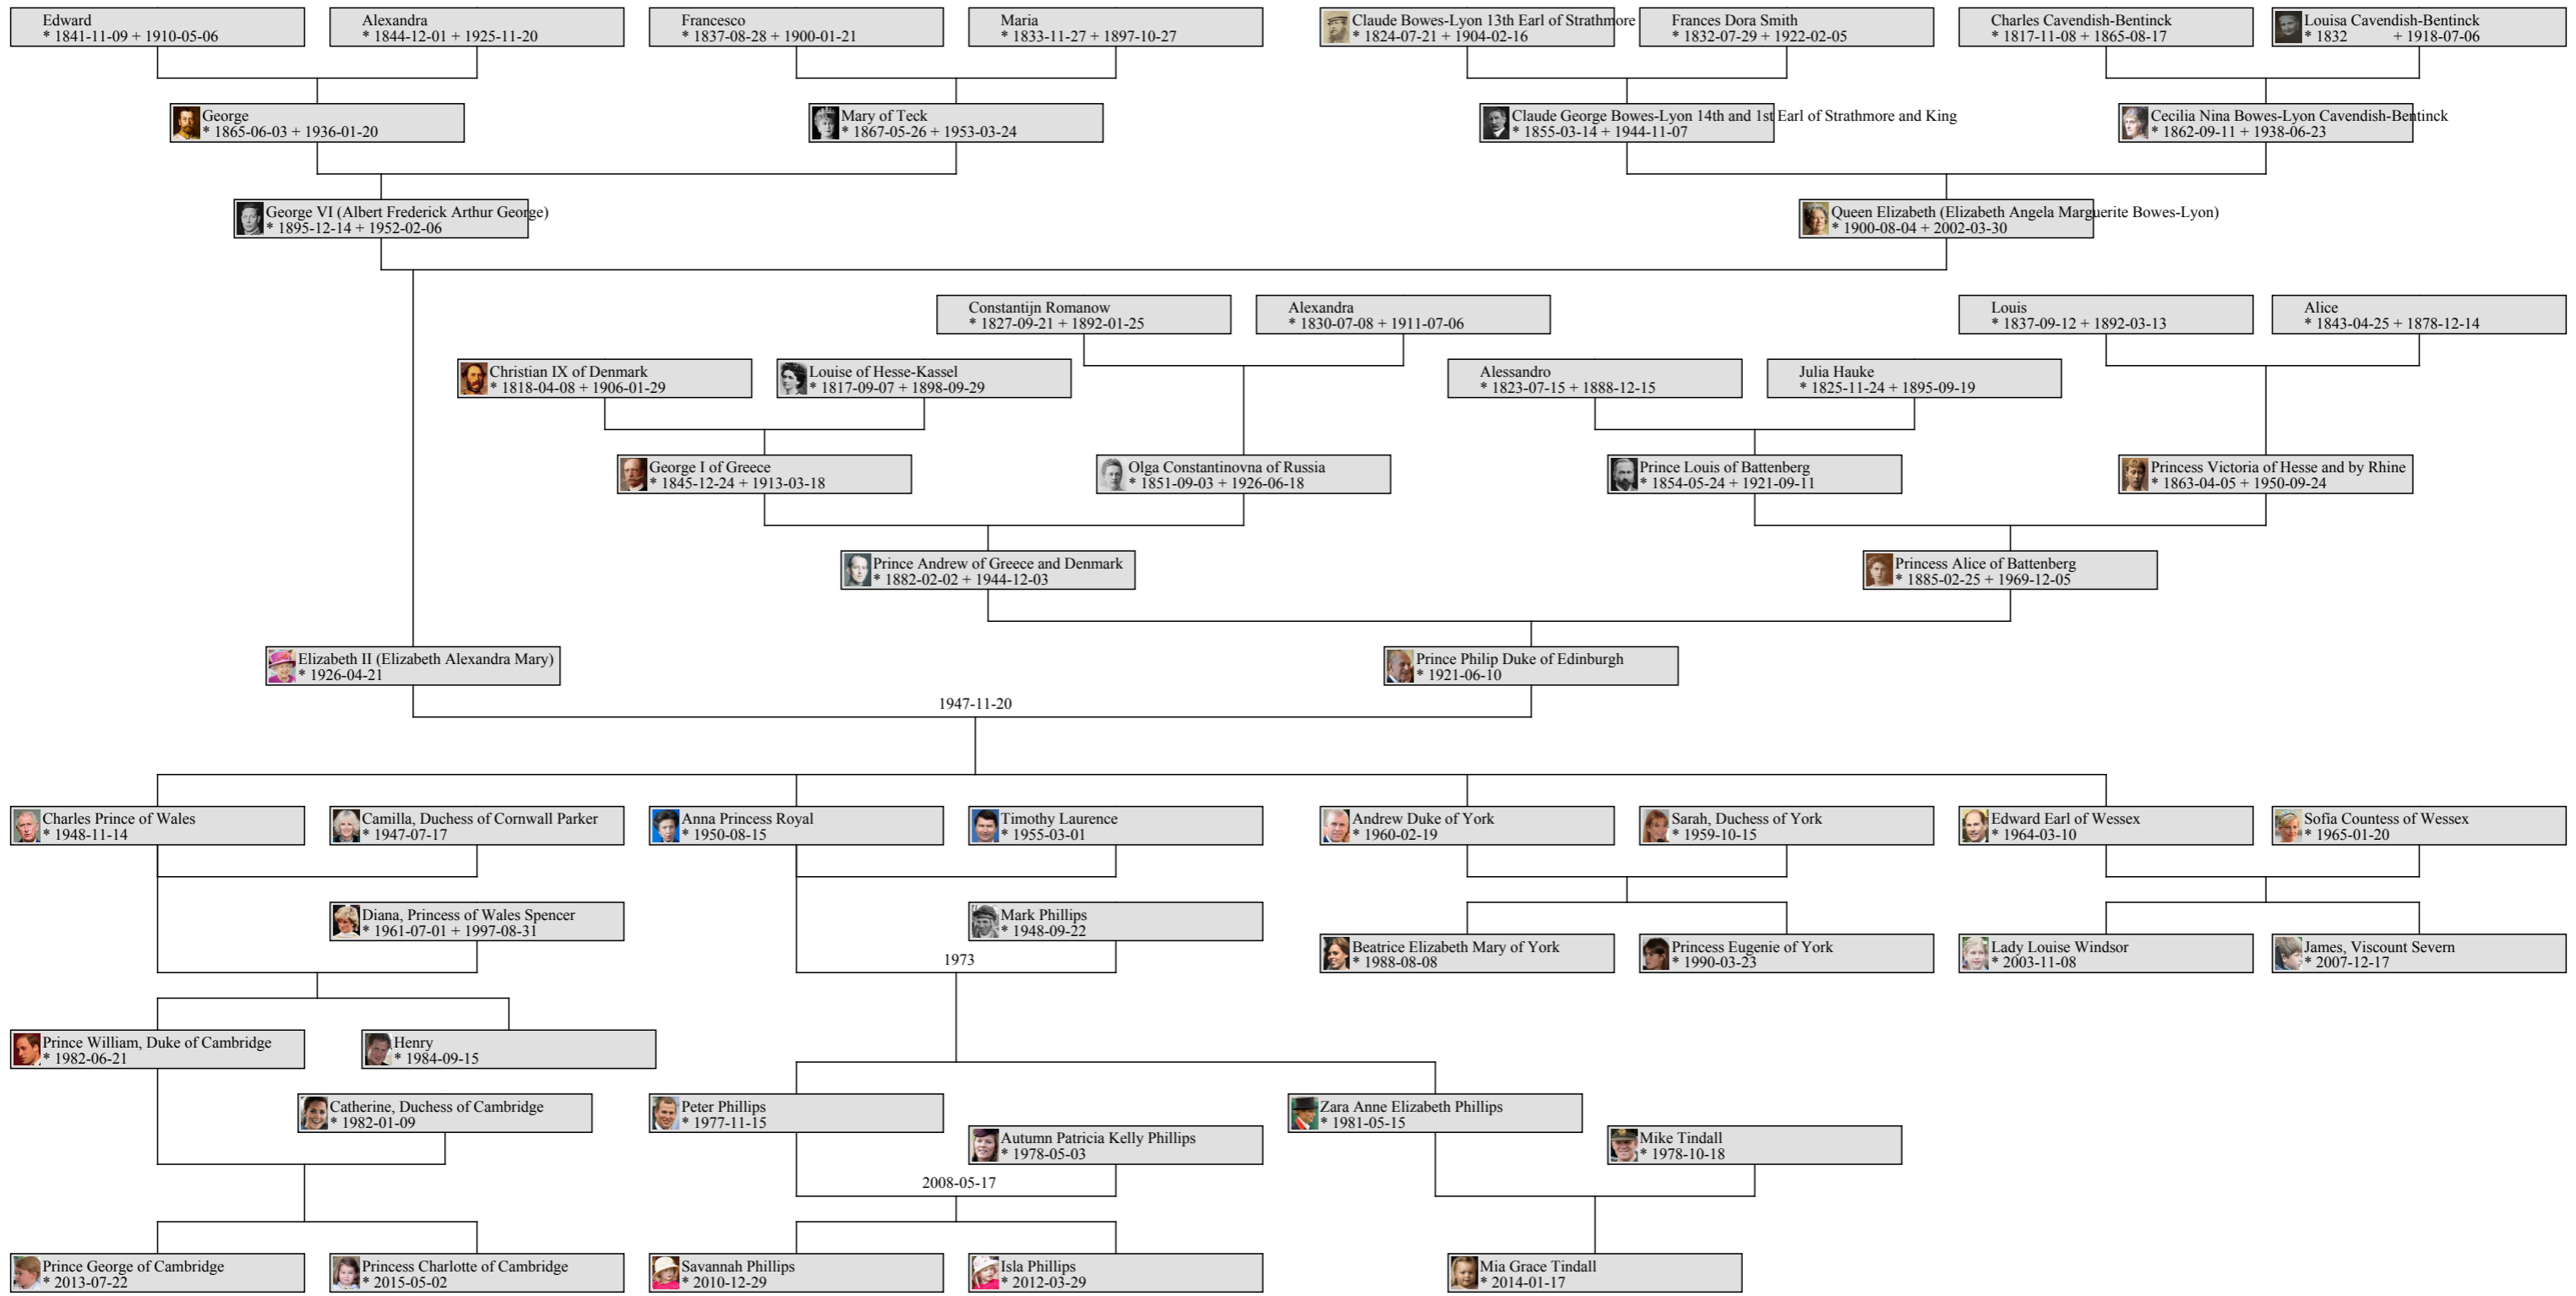 Edward
* 1841-11-09 + 1910-05-06
Alexandra
* 1844-12-01 + 1925-11-20
Francesco
* 1837-08-28 + 1900-01-21
Maria
* 1833-11-27 + 1897-10-27
Claude Bowes-Lyon 13th Earl of Strathmore
* 1824-07-21 + 1904-02-16
Frances Dora Smith
* 1832-07-29 + 1922-02-05
Charles Cavendish-Bentinck
* 1817-11-08 + 1865-08-17
Louisa Cavendish-Bentinck
* 1832 + 1918-07-06
George
* 1865-06-03 + 1936-01-20
Mary of Teck
* 1867-05-26 + 1953-03-24
Claude George Bowes-Lyon 14th and 1st Earl of Strathmore and King
* 1855-03-14 + 1944-11-07
Cecilia Nina Bowes-Lyon Cavendish-Bentinck
* 1862-09-11 + 1938-06-23
George VI (Albert Frederick Arthur George)
* 1895-12-14 + 1952-02-06
Queen Elizabeth (Elizabeth Angela Marguerite Bowes-Lyon)
* 1900-08-04 + 2002-03-30
Constantijn Romanow
* 1827-09-21 + 1892-01-25
Alexandra
* 1830-07-08 + 1911-07-06
Louis
* 1837-09-12 + 1892-03-13
Alice
* 1843-04-25 + 1878-12-14
Christian IX of Denmark
* 1818-04-08 + 1906-01-29
Louise of Hesse-Kassel
* 1817-09-07 + 1898-09-29
Alessandro
* 1823-07-15 + 1888-12-15
Julia Hauke
* 1825-11-24 + 1895-09-19
George I of Greece
* 1845-12-24 + 1913-03-18
Olga Constantinovna of Russia
* 1851-09-03 + 1926-06-18
Prince Louis of Battenberg
* 1854-05-24 + 1921-09-11
Princess Victoria of Hesse and by Rhine
* 1863-04-05 + 1950-09-24
Prince Andrew of Greece and Denmark
* 1882-02-02 + 1944-12-03
Princess Alice of Battenberg
* 1885-02-25 + 1969-12-05
Elizabeth II (Elizabeth Alexandra Mary)
* 1926-04-21
Prince Philip Duke of Edinburgh
* 1921-06-10
1947-11-20
Charles Prince of Wales
* 1948-11-14
Camilla, Duchess of Cornwall Parker
* 1947-07-17
Anna Princess Royal
* 1950-08-15
Timothy Laurence
* 1955-03-01
Andrew Duke of York
* 1960-02-19
Sarah, Duchess of York
* 1959-10-15
Edward Earl of Wessex
* 1964-03-10
Sofia Countess of Wessex
* 1965-01-20
Diana, Princess of Wales Spencer
* 1961-07-01 + 1997-08-31
Mark Phillips
* 1948-09-22
1973
Beatrice Elizabeth Mary of York
* 1988-08-08
Princess Eugenie of York
* 1990-03-23
Lady Louise Windsor
* 2003-11-08
James, Viscount Severn
* 2007-12-17
Prince William, Duke of Cambridge
* 1982-06-21
Henry
* 1984-09-15
Catherine, Duchess of Cambridge
* 1982-01-09
Peter Phillips
* 1977-11-15
Zara Anne Elizabeth Phillips
* 1981-05-15
Autumn Patricia Kelly Phillips
* 1978-05-03
Mike Tindall
* 1978-10-18
2008-05-17
Prince George of Cambridge
* 2013-07-22
Princess Charlotte of Cambridge
* 2015-05-02
Savannah Phillips
* 2010-12-29
Isla Phillips
* 2012-03-29
Mia Grace Tindall
* 2014-01-17